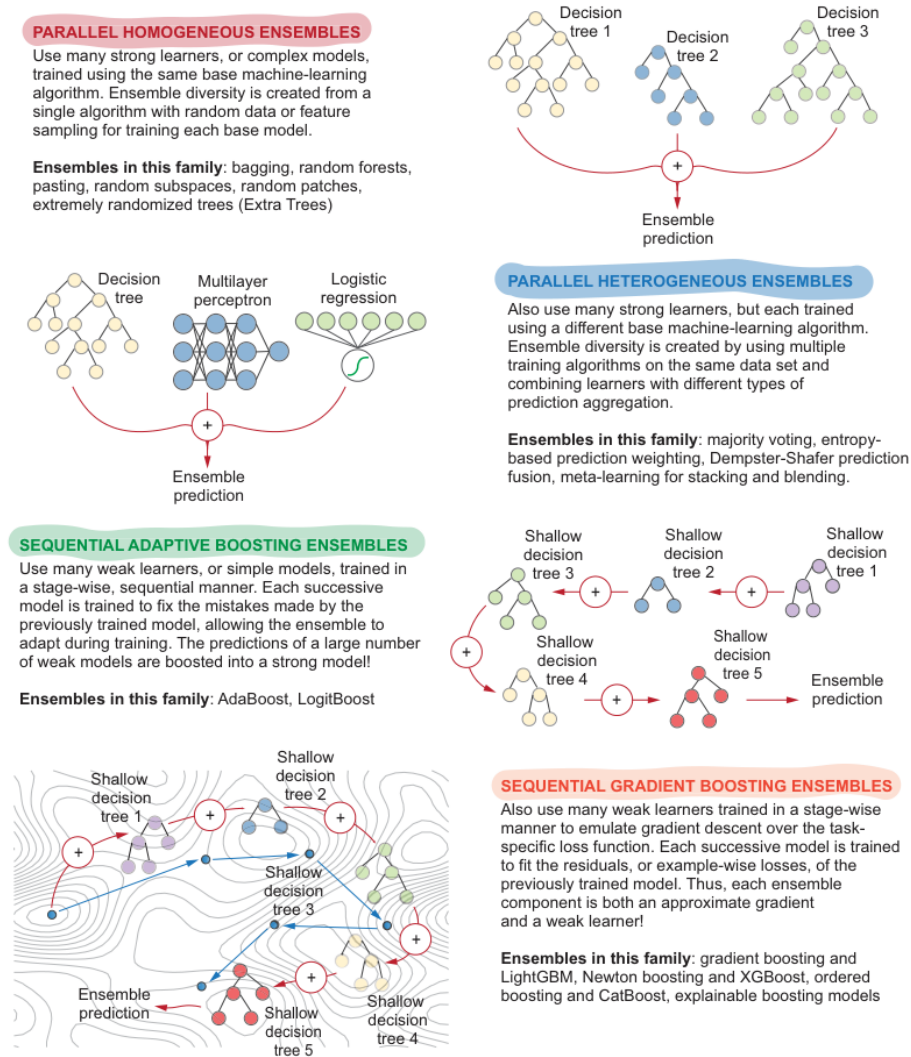 PARALLEL HOMOGENEOUS ENSEMBLES
Use many strong learners, or complex models,
trained using the same base machine-learning
algorithm. Ensemble diversity is created from a
single algorithm with random data or feature
sampling for training each base model.
Ensembles in this family: bagging, random forests,
pasting, random subspaces, random patches,
extremely randomized trees (Extra Trees)
Decision
tree 1
Decision
tree 2
Decision
tree 3
+
Ensemble
prediction
Decision
tree
Multilayer
perceptron
Logistic
regression
+
Ensemble
prediction
PARALLEL HETEROGENEOUS ENSEMBLES
Also use many strong learners, but each trained
using a different base machine-learning algorithm.
Ensemble diversity is created by using multiple
training algorithms on the same data set and
combining learners with different types of
prediction aggregation.
Ensembles in this family: majority voting, entropy-
based prediction weighting, Dempster-Shafer prediction
fusion, meta-learning for stacking and blending.
SEQUENTIAL ADAPTIVE BOOSTING ENSEMBLES
Use many weak learners, or simple models, trained in
a stage-wise, sequential manner. Each successive
model is trained to fix the mistakes made by the
previously trained model, allowing the ensemble to
adapt during training. The predictions of a large number
of weak models are boosted into a strong model!
Ensembles in this family: AdaBoost, LogitBoost
Shallow
decision
tree 3
+
Shallow
decision
tree 2
+
Shallow
decision
tree 1
+
Shallow
decision
tree 4
+
Shallow
decision
tree 5
Ensemble
prediction
Shallow
decision
tree 1
+
+
Shallow
decision
tree 2
+
Shallow
decision
tree 3
+
+
Ensemble
prediction
Shallow
decision
tree 5
Shallow
decision
tree 4
SEQUENTIAL GRADIENT BOOSTING ENSEMBLES
Also use many weak learners trained in a stage-wise
manner to emulate gradient descent over the task-
specific loss function. Each successive model is trained
to fit the residuals, or example-wise losses, of the
previously trained model. Thus, each ensemble
component is both an approximate gradient
and a weak learner!
Ensembles in this family: gradient boosting and
LightGBM, Newton boosting and XGBoost, ordered
boosting and CatBoost, explainable boosting models